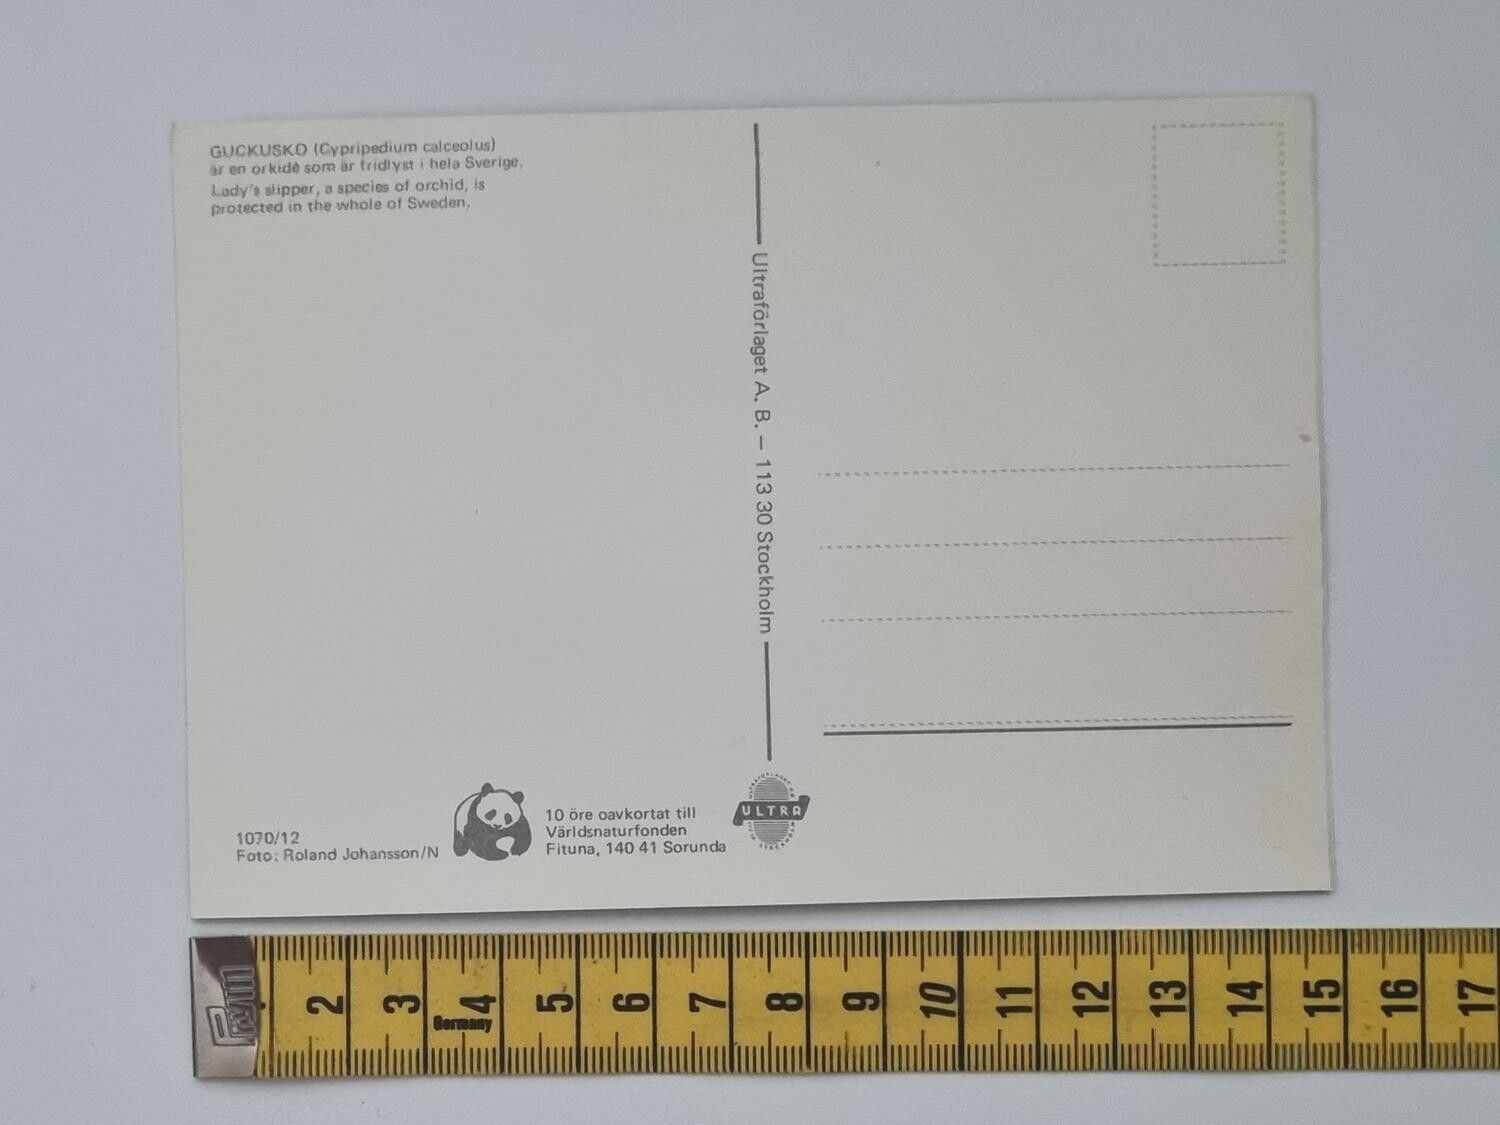 GUCKUSKO (Cypripedium calceolus)
är en orkidé som är fridlyst i hela Sverige.
Lady's slipper, a species of orchid, is
protected in the whole of Sweden.
Ultraförlaget A. B. – 113 30 Stockholm
1070/12
Foto: Roland Johansson/N
10 öre oavkortat till
Världsnaturfonden
Fituna, 140 41 Sorunda
ULTRA
Prym
2 3 4 5 6 7 8 9 10 11 12 13 14 15 16 17
Germany